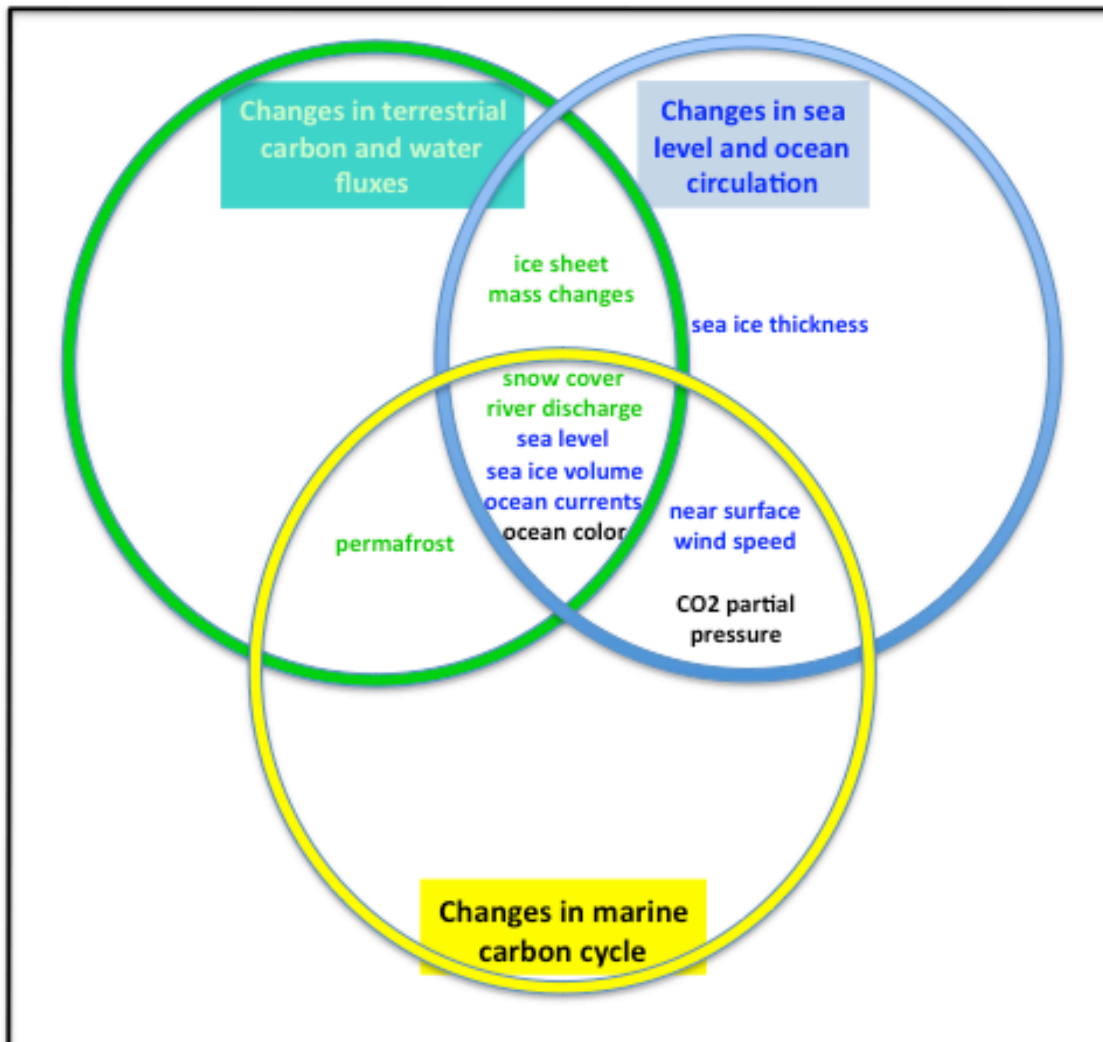 Changes in terrestrial
carbon and water
fluxes
Changes in sea
level and ocean
circulation
ice sheet
mass changes
sea ice thickness
snow cover
river discharge
sea level
sea ice volume
ocean currents
ocean color
permafrost
near surface
wind speed
CO2 partial
pressure
Changes in marine
carbon cycle